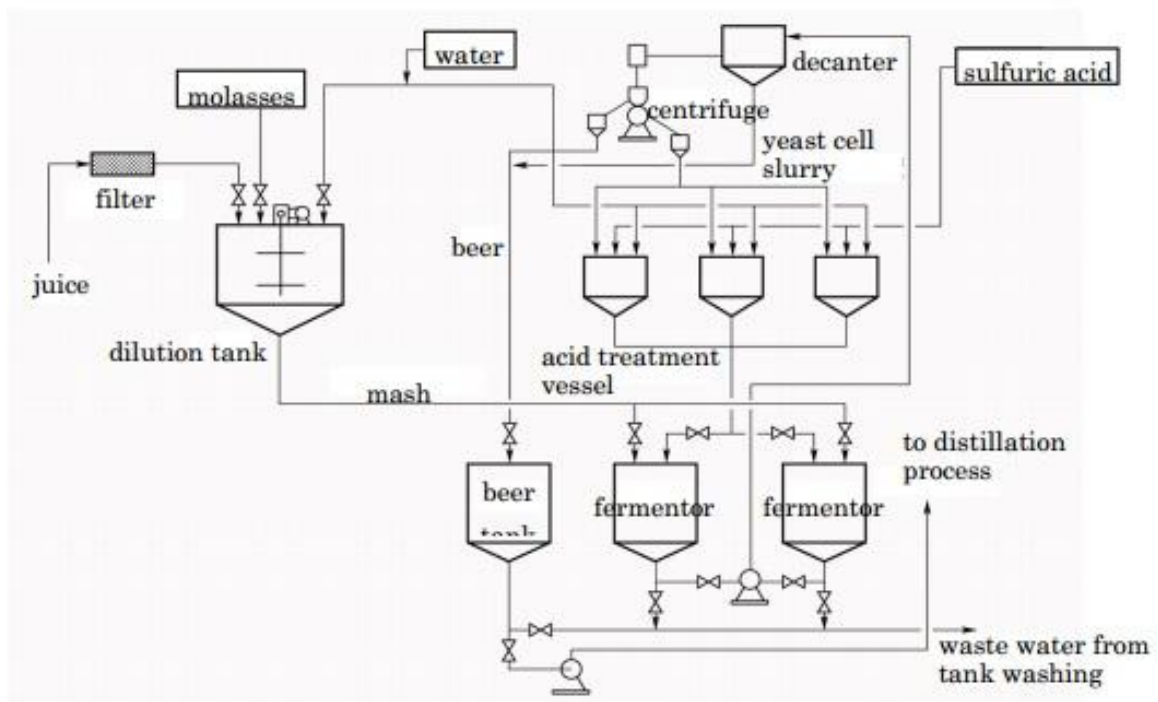 water
decanter
sulfuric acid
molasses
centrifuge
yeast cell
slurry
filter
beer
juice
dilution tank
acid treatment
vessel
mash
to distillation
process
beer
tank
fermentor
fermentor
waste water from
tank washing